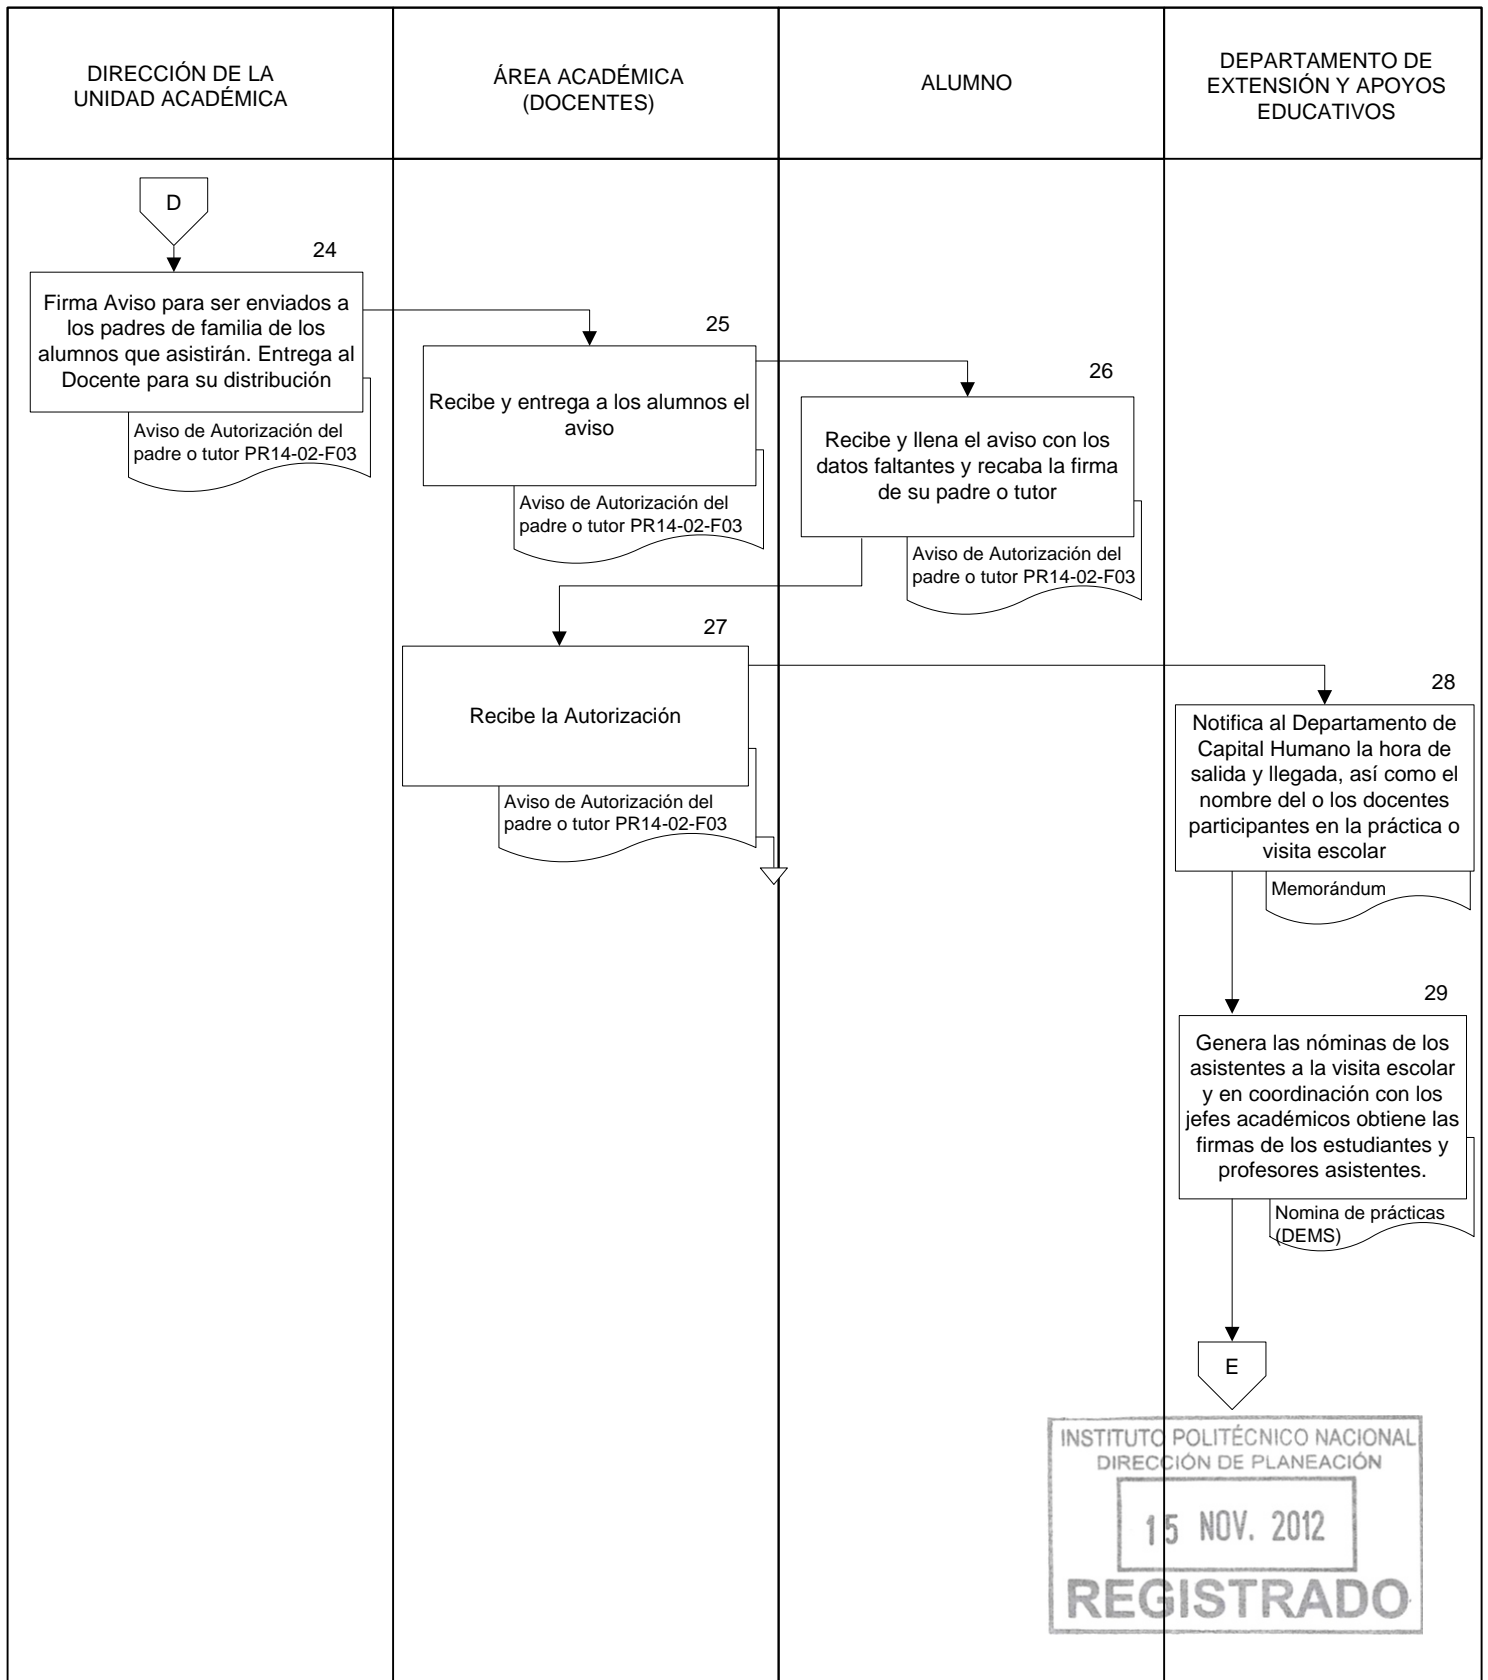 DIRECCIÓN DE LA
UNIDAD ACADÉMICA
ÁREA ACADÉMICA
(DOCENTES)
ALUMNO
DEPARTAMENTO DE
EXTENSIÓN Y APOYOS
EDUCATIVOS
D
24
Firma Aviso para ser enviados a
los padres de familia de los
alumnos que asistirán. Entrega al
Docente para su distribución
Aviso de Autorización del
padre o tutor PR14-02-F03
25
Recibe y entrega a los alumnos el
aviso
Aviso de Autorización del
padre o tutor PR14-02-F03
26
Recibe y llena el aviso con los
datos faltantes y recaba la firma
de su padre o tutor
Aviso de Autorización del
padre o tutor PR14-02-F03
27
Recibe la Autorización
Aviso de Autorización del
padre o tutor PR14-02-F03
28
Notifica al Departamento de
Capital Humano la hora de
salida y llegada, así como el
nombre del o los docentes
participantes en la práctica o
visita escolar
Memorándum
29
Genera las nóminas de los
asistentes a la visita escolar
y en coordinación con los
jefes académicos obtiene las
firmas de los estudiantes y
profesores asistentes.
Nomina de prácticas
(DEMS)
E
INSTITUTO POLITÉCNICO NACIONAL
DIRECCIÓN DE PLANEACIÓN
15 NOV. 2012
REGISTRADO